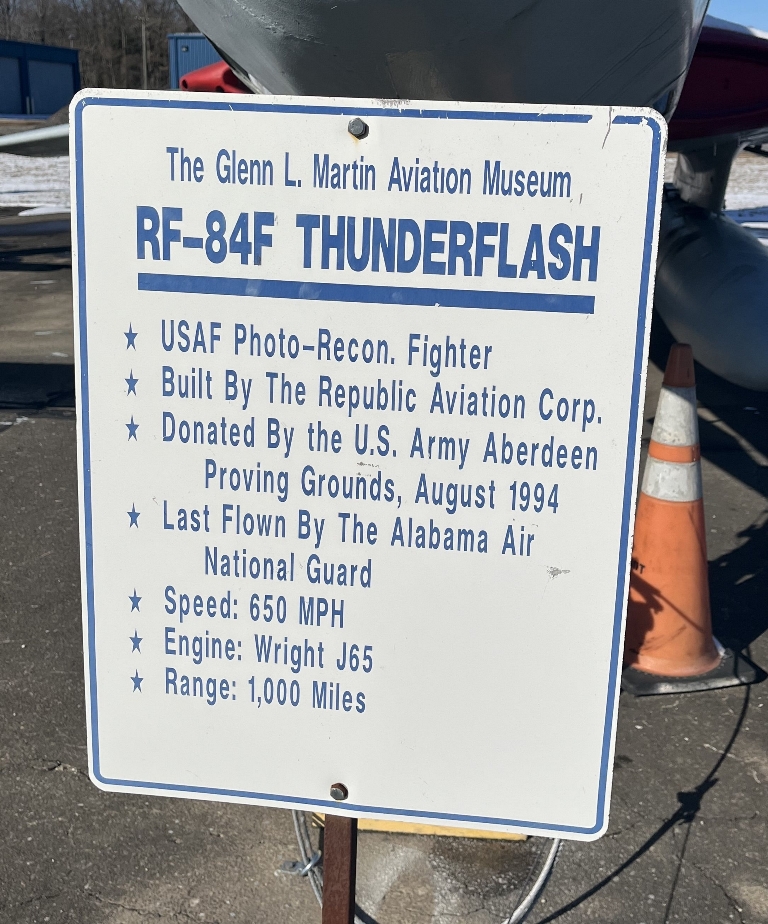 The Glenn L. Martin Aviation Museum
RF-84F THUNDERFLASH
★ USAF Photo-Recon. Fighter
★ Built By The Republic Aviation Corp.
★ Donated By the U.S. Army Aberdeen
Proving Grounds, August 1994
★ Last Flown By The Alabama Air
National Guard
★ Speed: 650 MPH
★ Engine: Wright J65
★ Range: 1,000 Miles